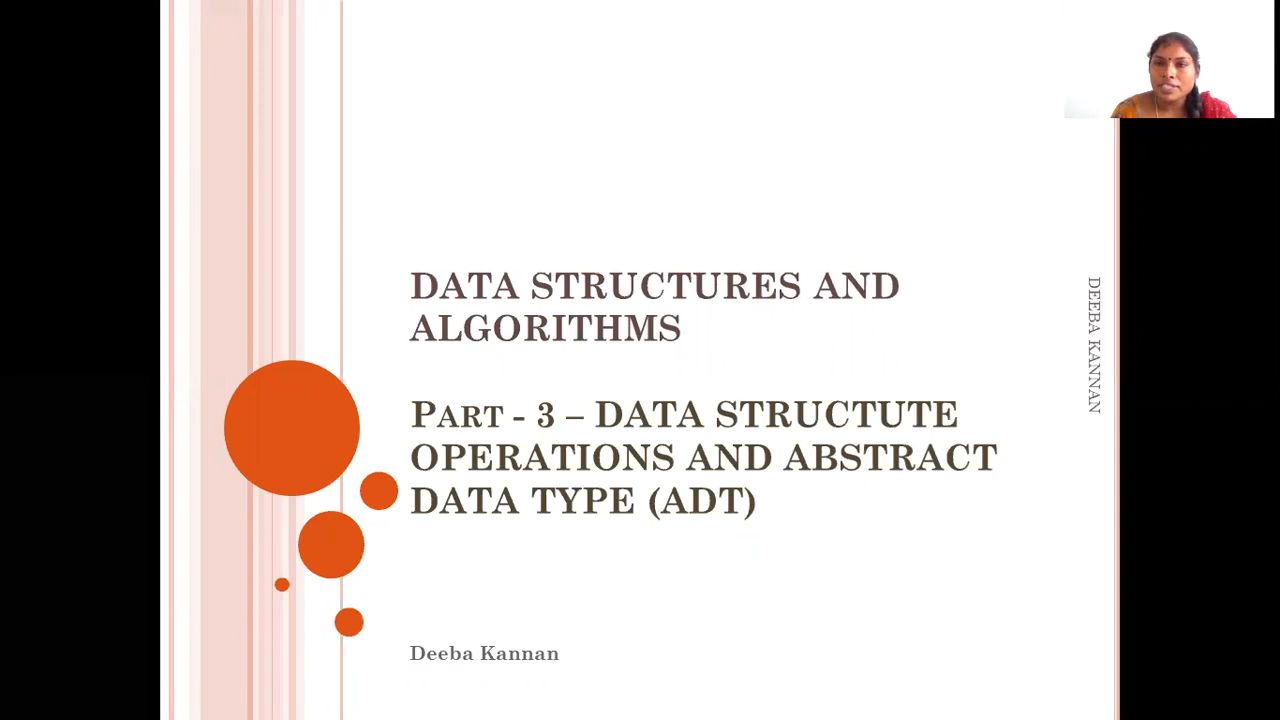 DATA STRUCTURES AND
ALGORITHMS
PART - 3 – DATA STRUCTUTE
OPERATIONS AND ABSTRACT
DATA TYPE (ADT)
Deeba Kannan
DEEBA KANNAN